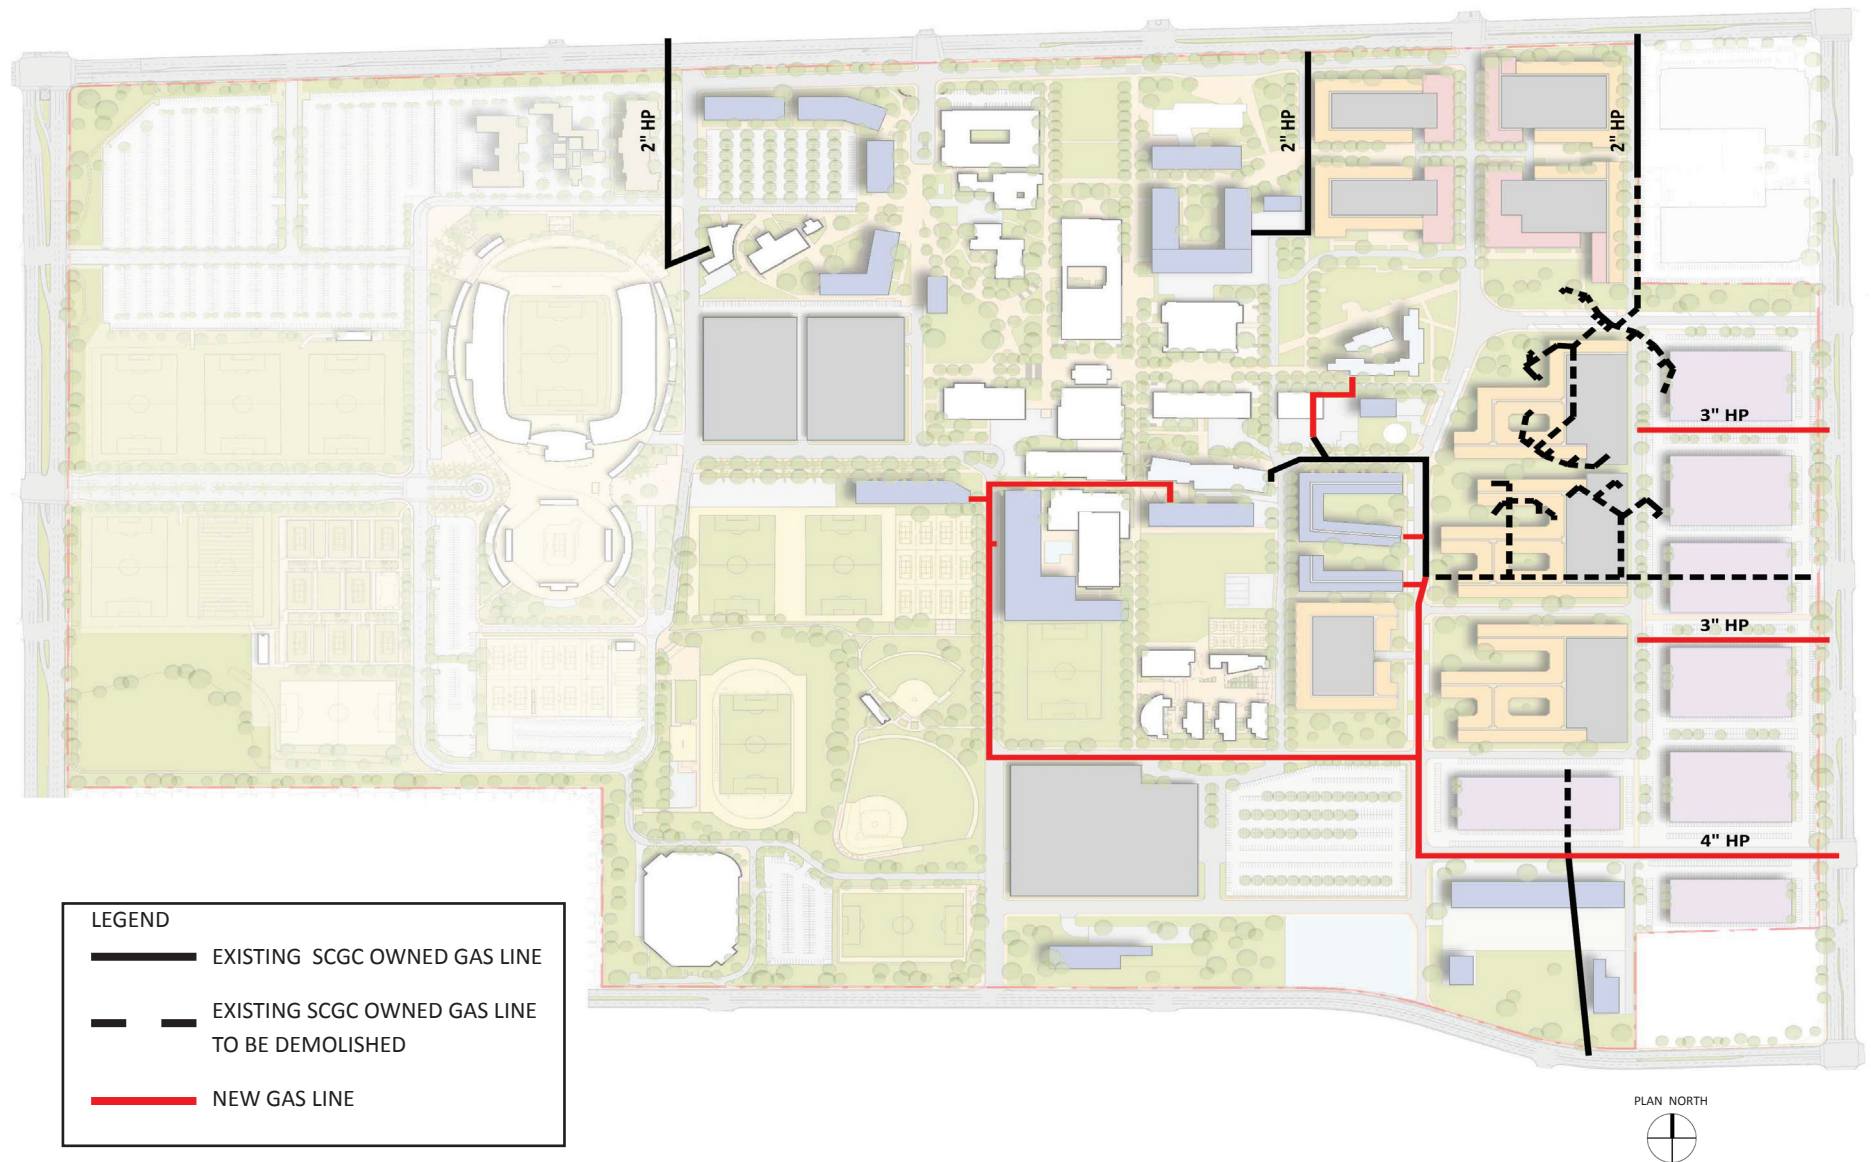 2" HP
2" HP
2" HP
3" HP
3" HP
4" HP
LEGEND
EXISTING SCGC OWNED GAS LINE
EXISTING SCGC OWNED GAS LINE
TO BE DEMOLISHED
NEW GAS LINE
PLAN NORTH